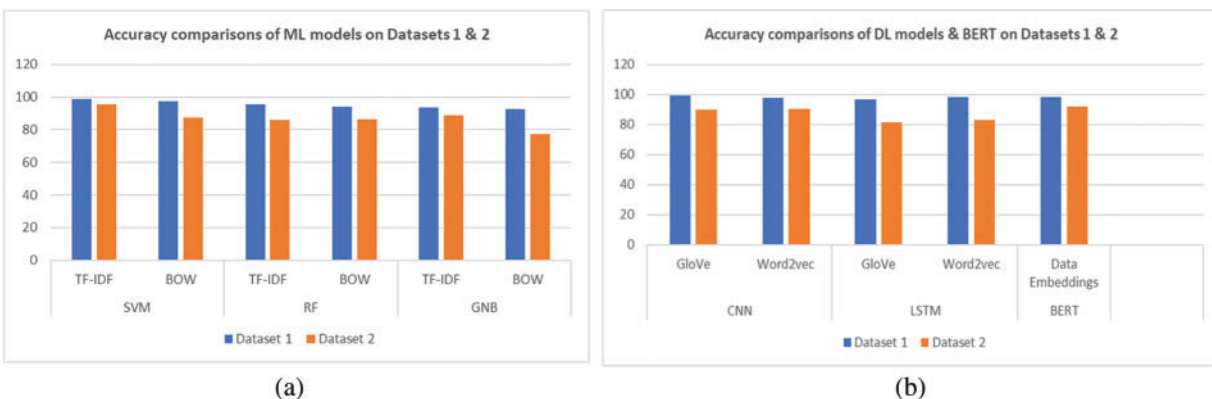 Accuracy comparisons of ML models on Datasets 1 & 2
120
100
80
60
40
20
0
TF-IDF BOW TF-IDF BOW TF-IDF BOW
SVM RF GNB
Dataset 1 Dataset 2
(a)
Accuracy comparisons of DL models & BERT on Datasets 1 & 2
120
100
80
60
40
20
0
GloVe Word2vec GloVe Word2vec Data
Embeddings
CNN LSTM BERT
Dataset 1 Dataset 2
(b)